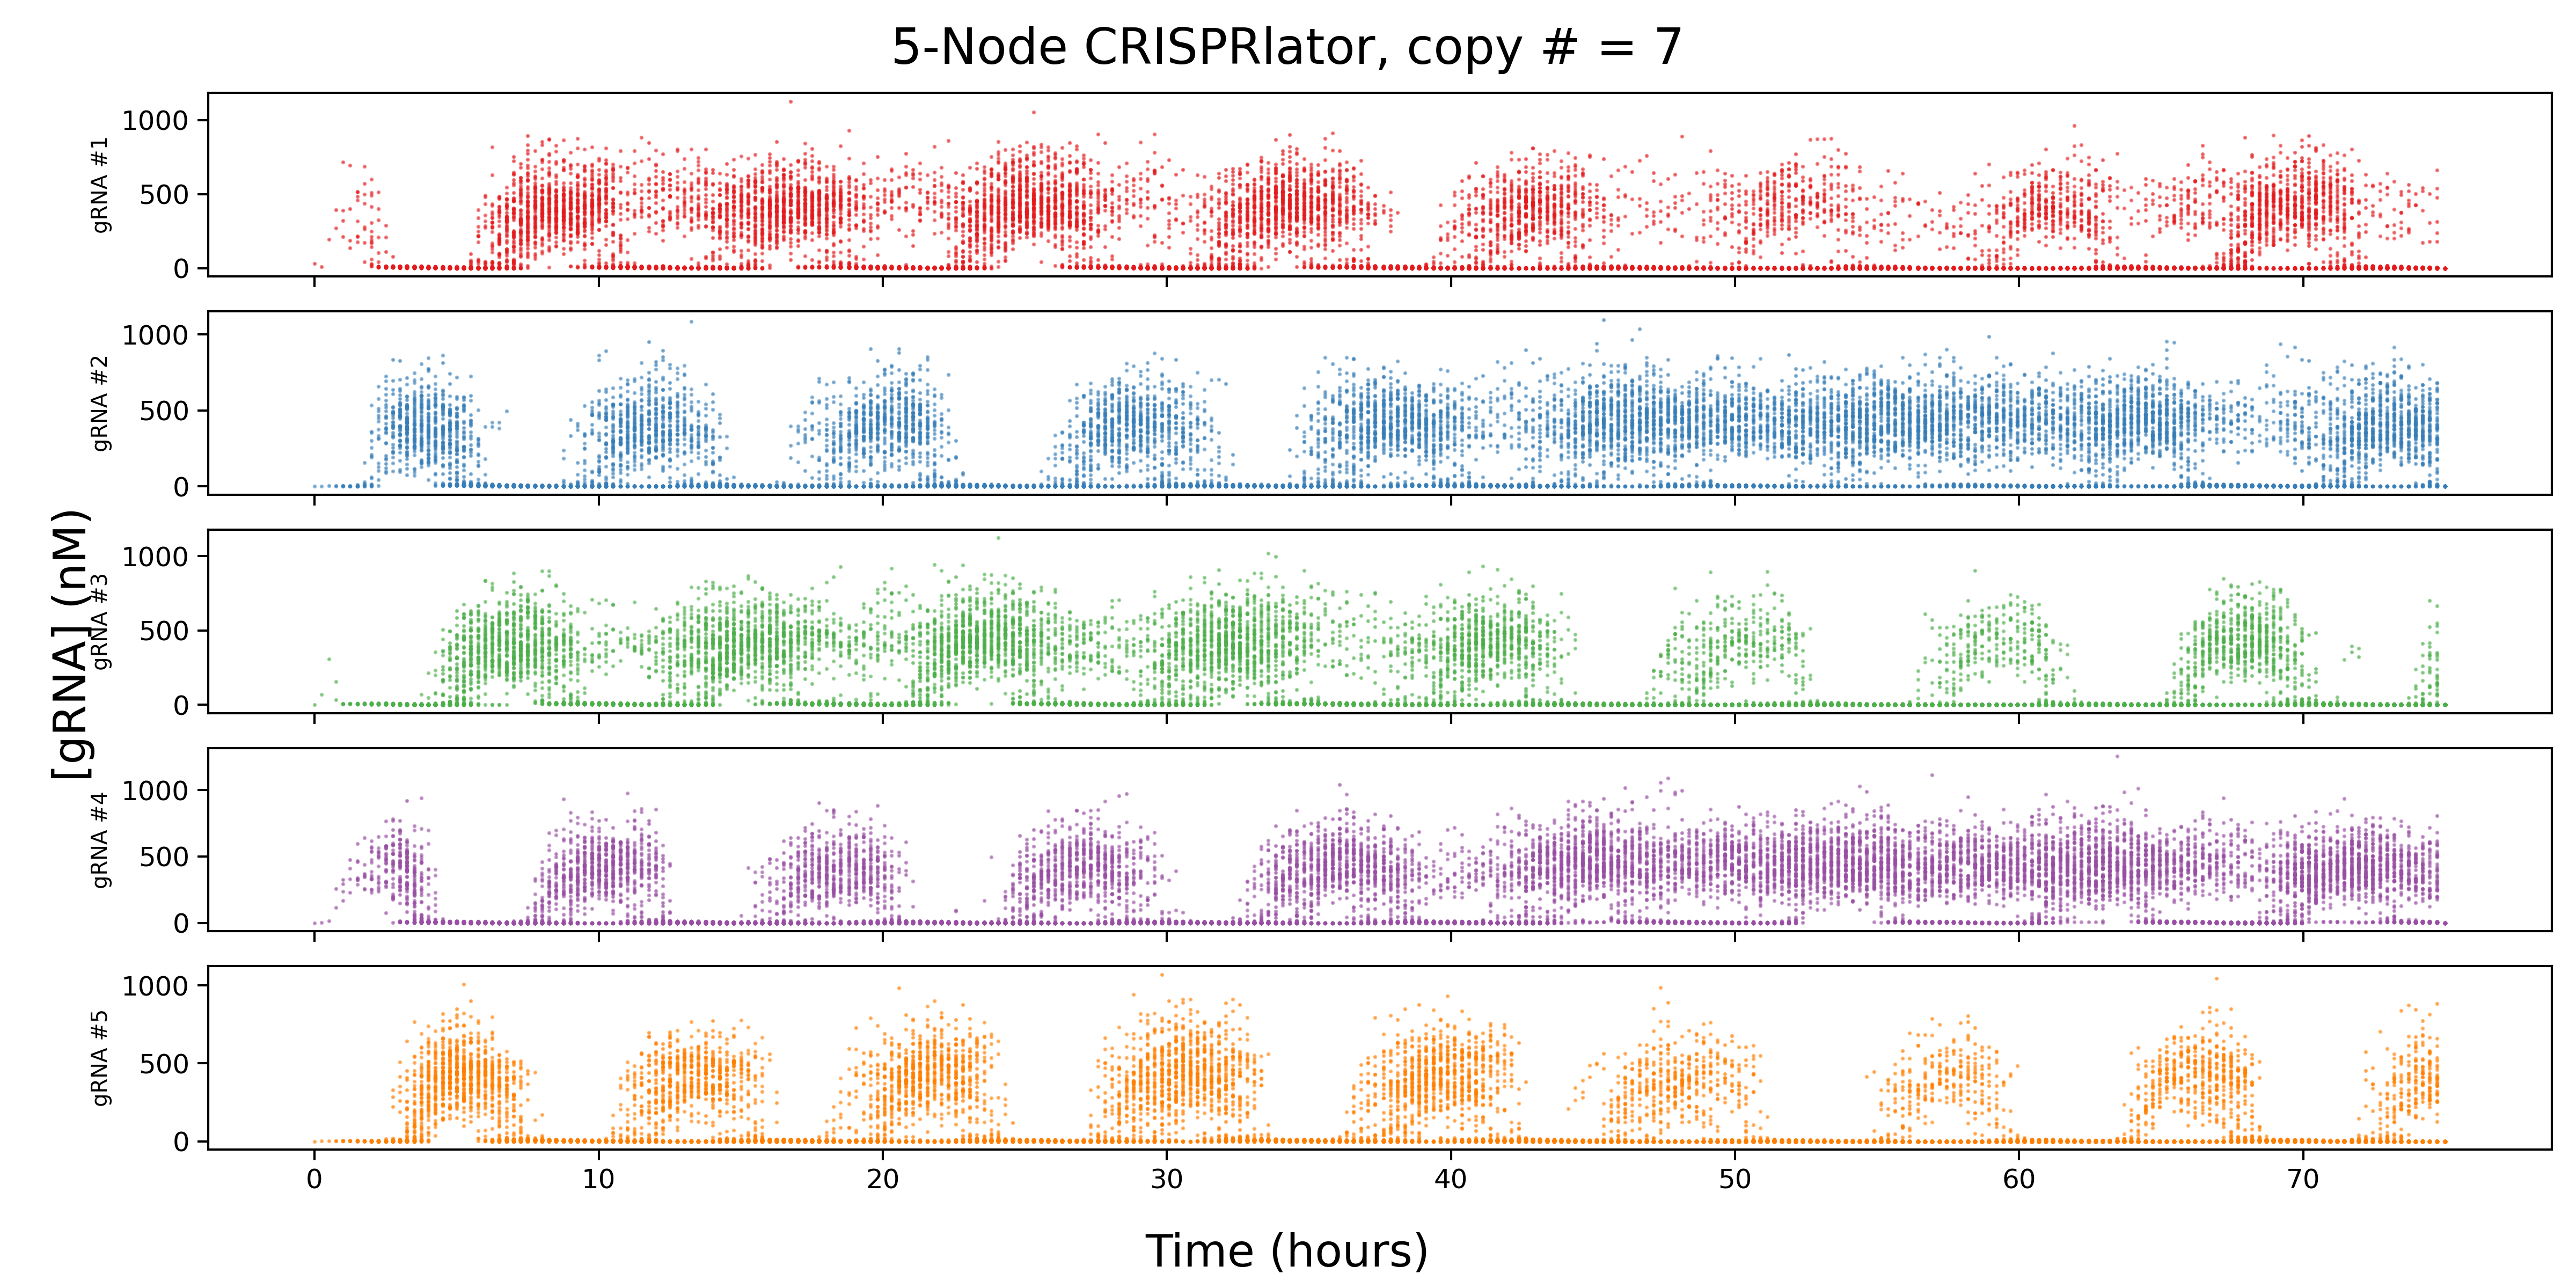 5-Node CRISPRlator, copy # = 7
[gRNA] (nM)
gRNA #1
1000
500
0
gRNA #2
1000
500
0
gRNA #3
1000
500
0
gRNA #4
1000
500
0
gRNA #5
1000
500
0
0 10 20 30 40 50 60 70
Time (hours)